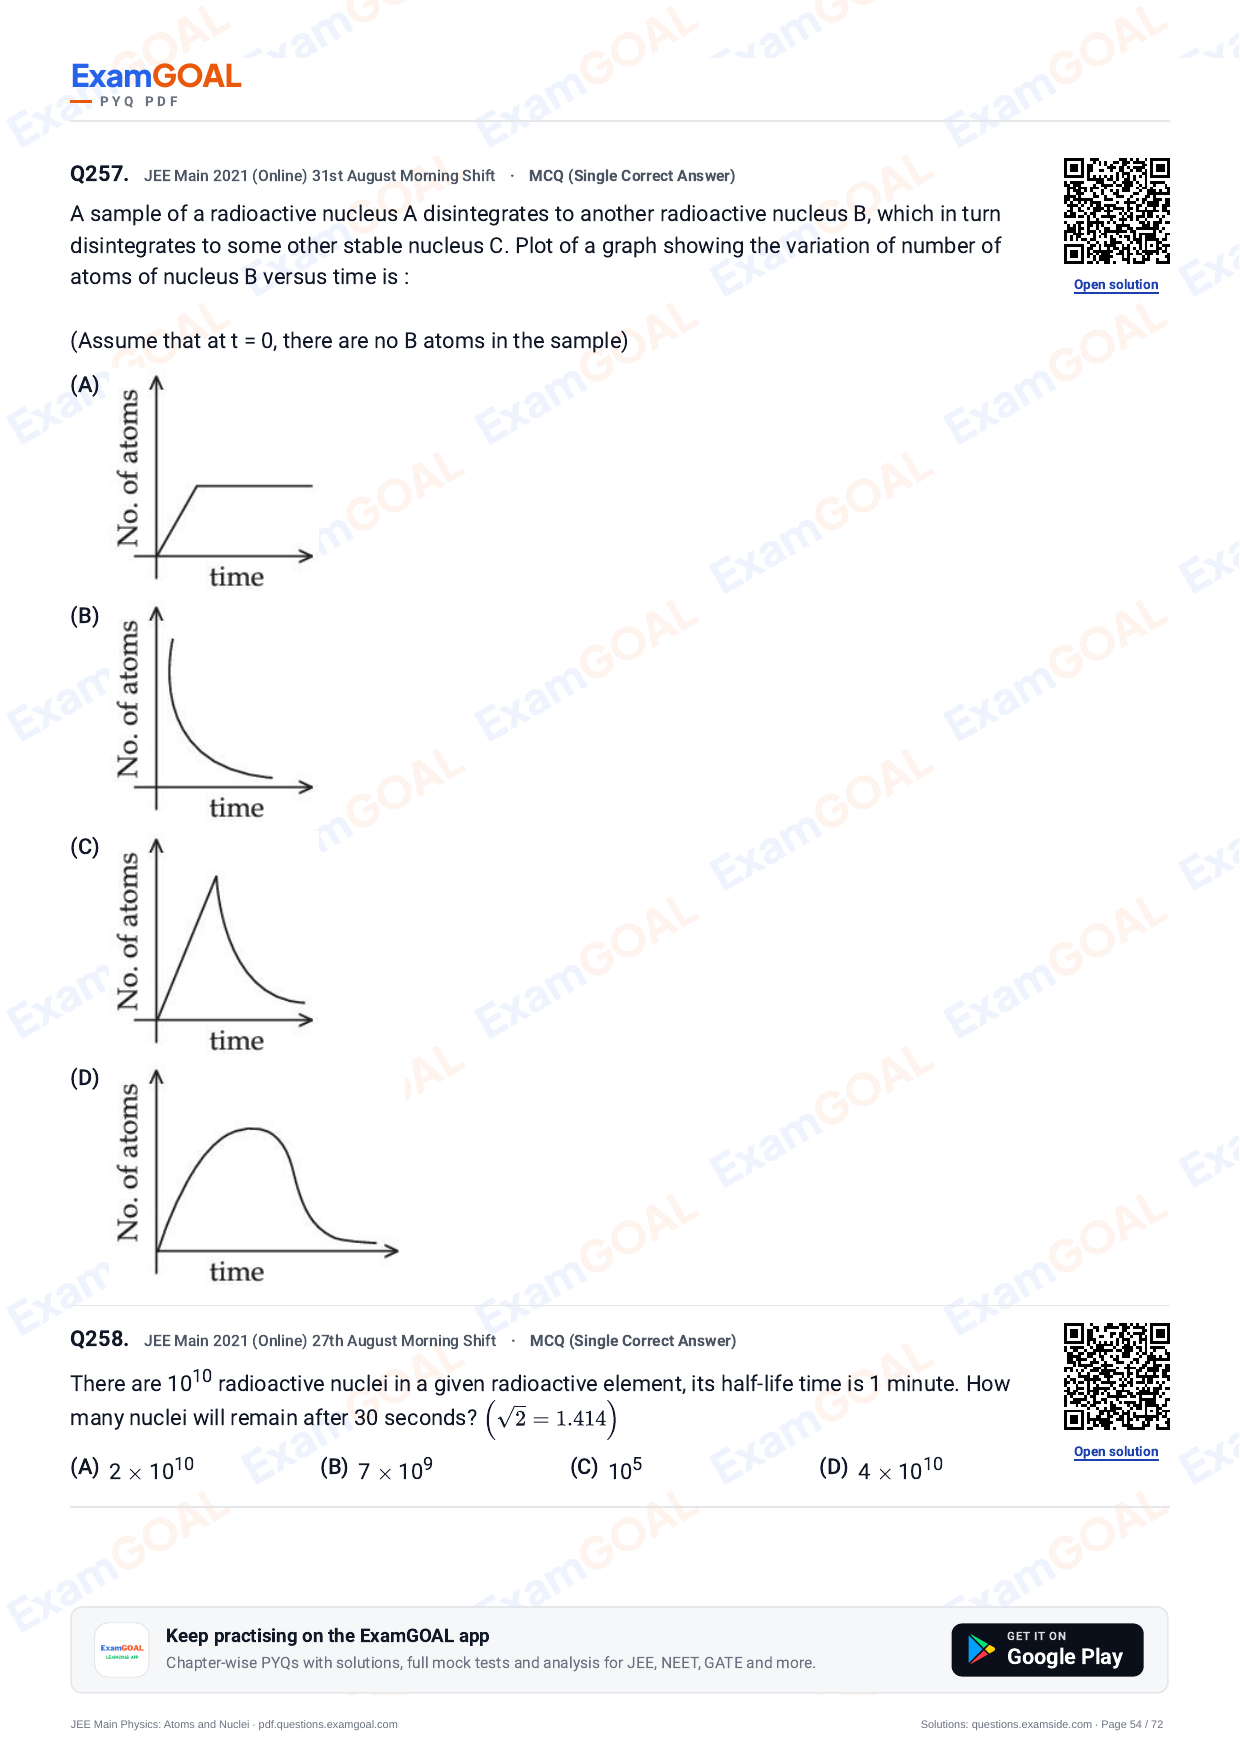 ExamGOAL
PYQ PDF
Q257. JEE Main 2021 (Online) 31st August Morning Shift · MCQ (Single Correct Answer)
A sample of a radioactive nucleus A disintegrates to another radioactive nucleus B, which in turn
disintegrates to some other stable nucleus C. Plot of a graph showing the variation of number of
atoms of nucleus B versus time is :
Open solution
(Assume that at t = 0, there are no B atoms in the sample)
(A)
No. of atoms
time
(B)
No. of atoms
time
(C)
No. of atoms
time
(D)
No. of atoms
time
Q258. JEE Main 2021 (Online) 27th August Morning Shift · MCQ (Single Correct Answer)
There are 10^10 radioactive nuclei in a given radioactive element, its half-life time is 1 minute. How
many nuclei will remain after 30 seconds? (√2 = 1.414)
Open solution
(A) 2 × 10^10 (B) 7 × 10^9 (C) 10^5 (D) 4 × 10^10
ExamGOAL
LEARNING APP
Keep practising on the ExamGOAL app
Chapter-wise PYQs with solutions, full mock tests and analysis for JEE, NEET, GATE and more.
GET IT ON
Google Play
JEE Main Physics: Atoms and Nuclei · pdf.questions.examgoal.com
Solutions: questions.examside.com · Page 54 / 72